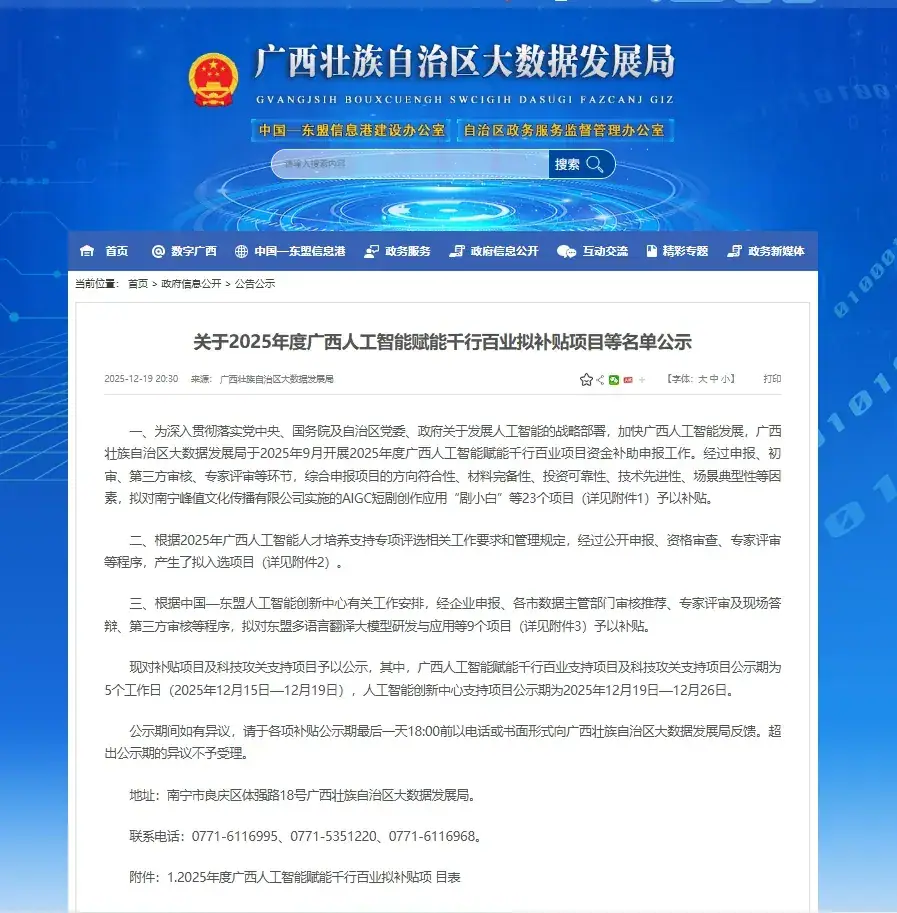 广西壮族自治区大数据发展局
GVANGJSIH BOUXCUENGH SWCIGIH DASUGI FAZCANJ GIZ
中国—东盟信息港建设办公室 自治区政务服务监督管理办公室
请输入搜索内容 搜索
首页 数字广西 中国—东盟信息港 政务服务 政府信息公开 互动交流 精彩专题 政务新媒体
当前位置： 首页 > 政府信息公开 > 公告公示
关于2025年度广西人工智能赋能千行百业拟补贴项目等名单公示
2025-12-19 20:30 来源： 广西壮族自治区大数据发展局 【字体：大 中 小】 打印
一、为深入贯彻落实党中央、国务院及自治区党委、政府关于发展人工智能的战略部署，加快广西人工智能发展，广西
壮族自治区大数据发展局于2025年9月开展2025年度广西人工智能赋能千行百业项目资金补助申报工作。经过申报、初
审、第三方审核、专家评审等环节，综合申报项目的方向符合性、材料完备性、投资可靠性、技术先进性、场景典型性等因
素，拟对南宁峰值文化传播有限公司实施的AIGC短剧创作应用“剧小白”等23个项目（详见附件1）予以补贴。
二、根据2025年广西人工智能人才培养支持专项评选相关工作要求和管理规定，经过公开申报、资格审查、专家评审
等程序，产生了拟入选项目（详见附件2）。
三、根据中国—东盟人工智能创新中心有关工作安排，经企业申报、各市数据主管部门审核推荐、专家评审及现场答
辩、第三方审核等程序，拟对东盟多语言翻译大模型研发与应用等9个项目（详见附件3）予以补贴。
现对补贴项目及科技攻关支持项目予以公示，其中，广西人工智能赋能千行百业支持项目及科技攻关支持项目公示期为
5个工作日（2025年12月15日—12月19日），人工智能创新中心支持项目公示期为2025年12月19日—12月26日。
公示期间如有异议，请于各项补贴公示期最后一天18:00前以电话或书面形式向广西壮族自治区大数据发展局反馈。超
出公示期的异议不予受理。
地址：南宁市良庆区体强路18号广西壮族自治区大数据发展局。
联系电话：0771-6116995、0771-5351220、0771-6116968。
附件：1.2025年度广西人工智能赋能千行百业拟补贴项 目表